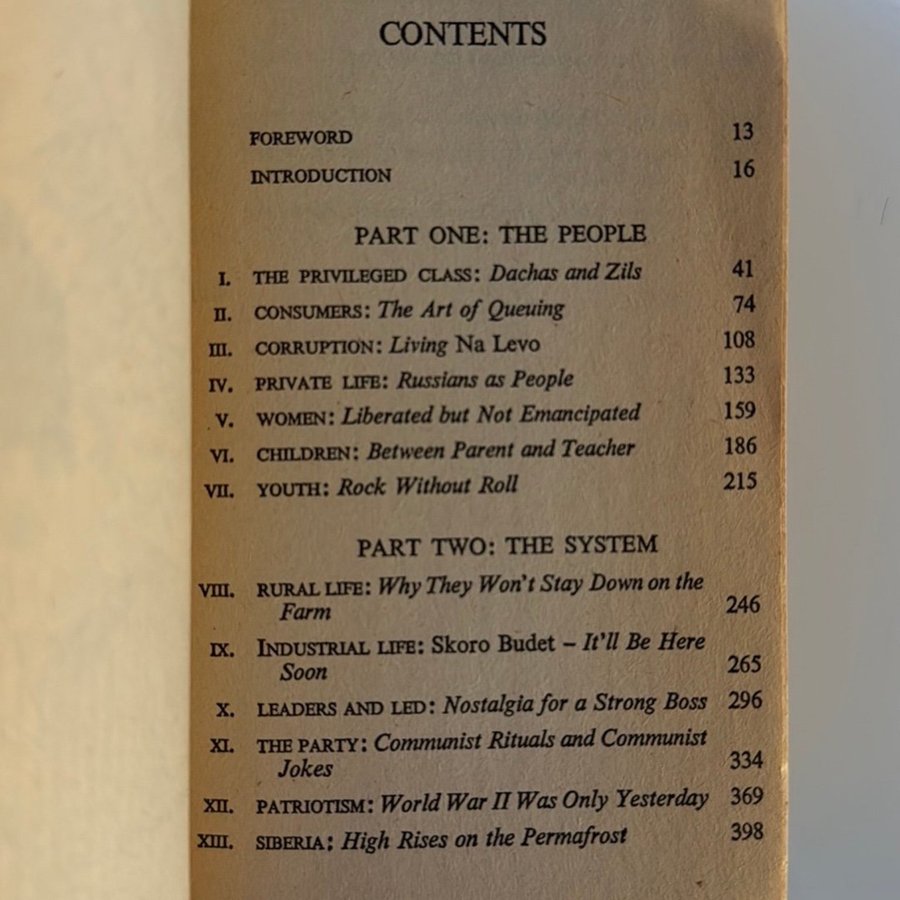 CONTENTS
FOREWORD 13
INTRODUCTION 16
PART ONE: THE PEOPLE
I. THE PRIVILEGED CLASS: Dachas and Zils 41
II. CONSUMERS: The Art of Queuing 74
III. CORRUPTION: Living Na Levo 108
IV. PRIVATE LIFE: Russians as People 133
V. WOMEN: Liberated but Not Emancipated 159
VI. CHILDREN: Between Parent and Teacher 186
VII. YOUTH: Rock Without Roll 215
PART TWO: THE SYSTEM
VIII. RURAL LIFE: Why They Won't Stay Down on the
Farm 246
IX. INDUSTRIAL LIFE: Skoro Budet – It'll Be Here
Soon 265
X. LEADERS AND LED: Nostalgia for a Strong Boss 296
XI. THE PARTY: Communist Rituals and Communist
Jokes 334
XII. PATRIOTISM: World War II Was Only Yesterday 369
XIII. SIBERIA: High Rises on the Permafrost 398